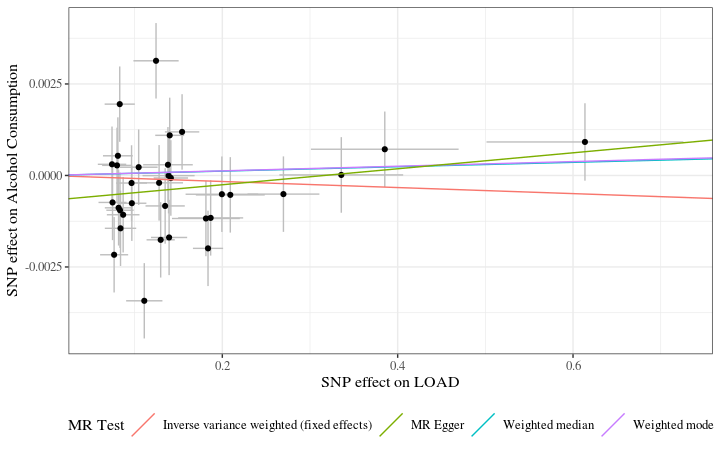 SNP effect on Alcohol Consumption
0.0025
0.0000
-0.0025
0.2
0.4
0.6
SNP effect on LOAD
MR Test
Inverse variance weighted (fixed effects)
MR Egger
Weighted median
Weighted mode